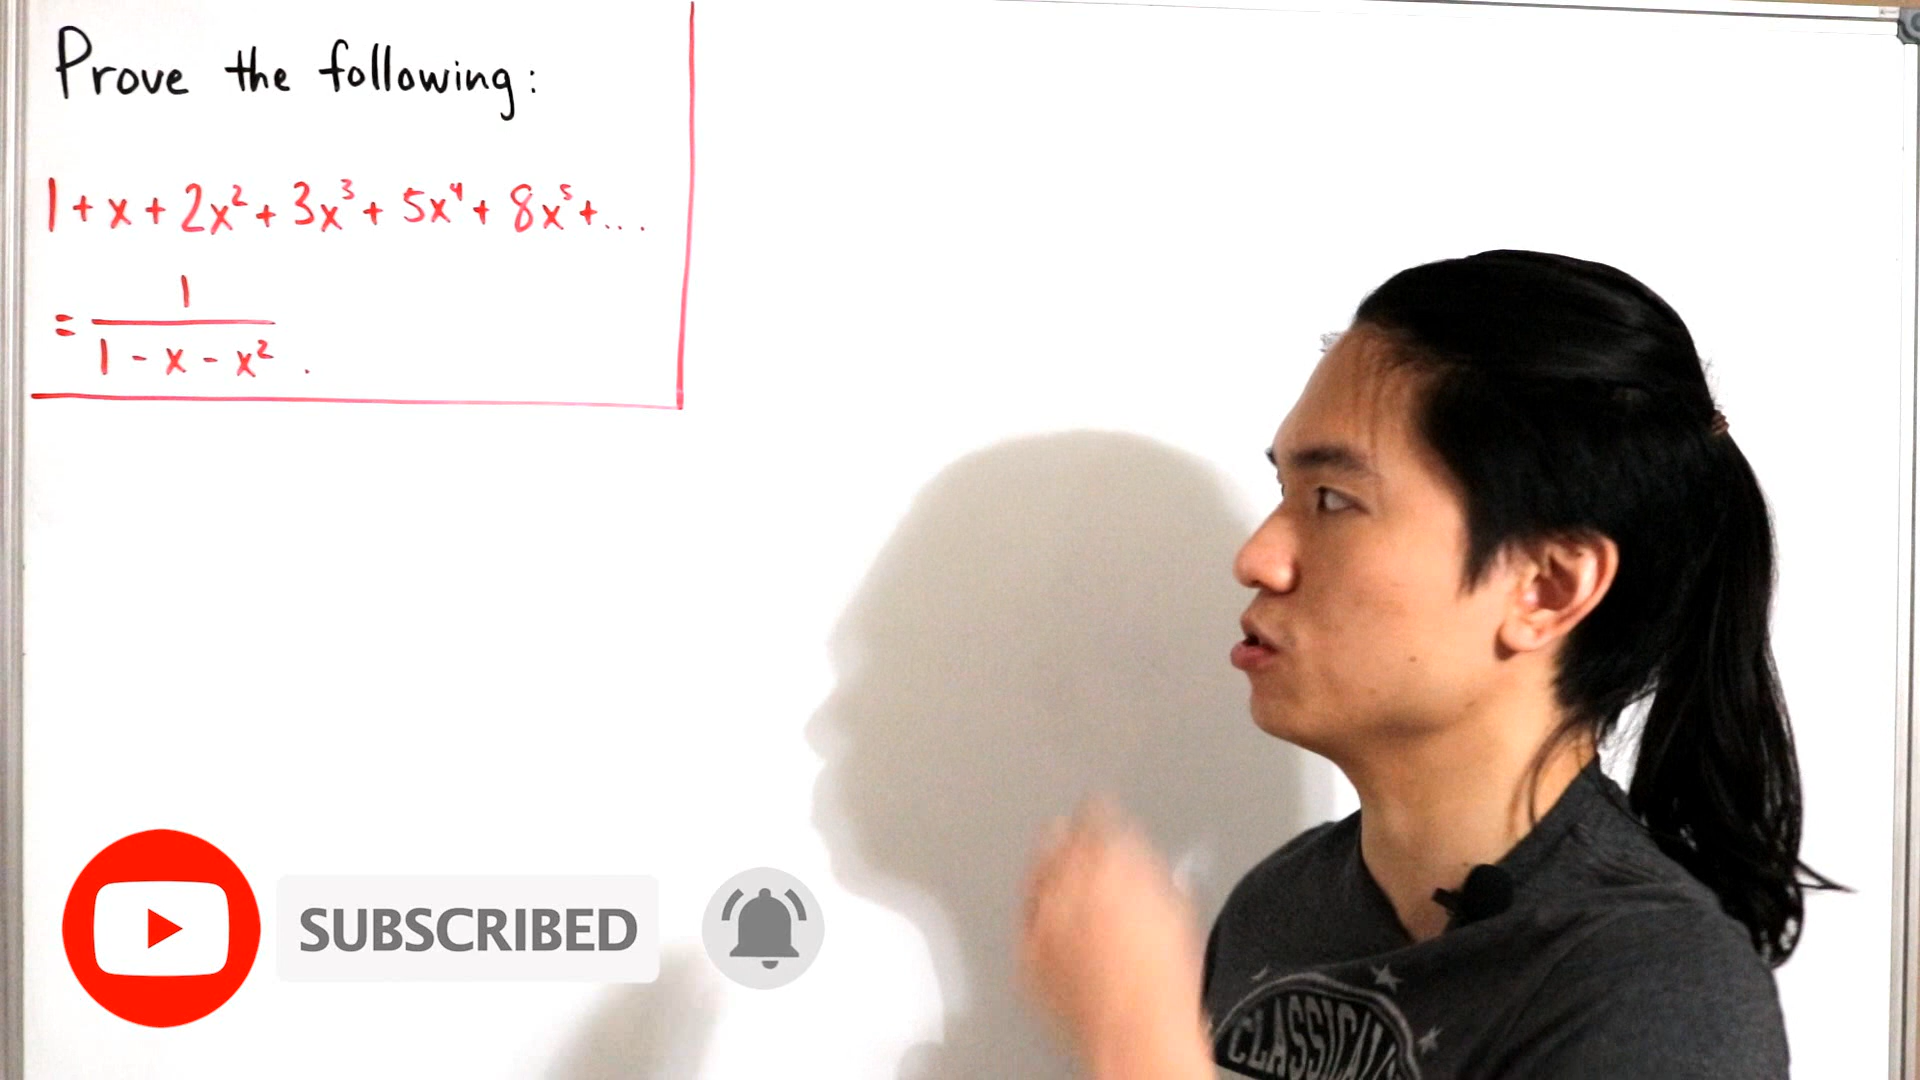 Prove the following:
1 + x + 2x² + 3x³ + 5x⁴ + 8x⁵ + ...
= 1
1 - x - x² .
SUBSCRIBED